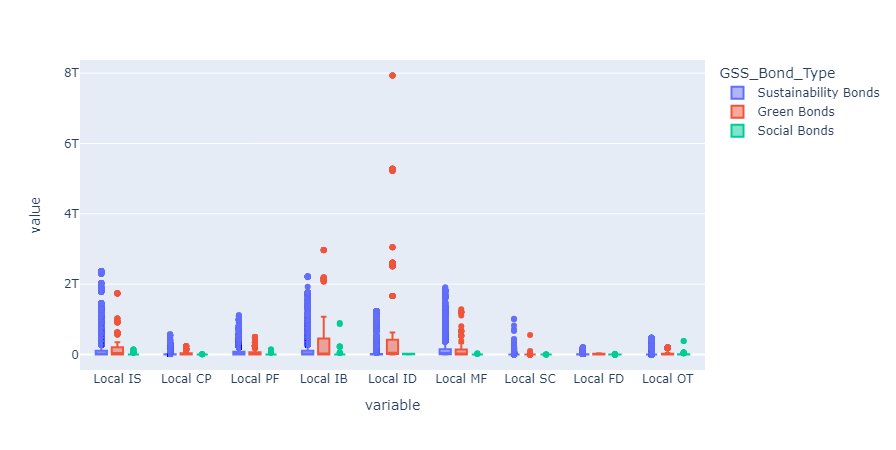 GSS_Bond_Type
Sustainability Bonds
Green Bonds
Social Bonds
8T
6T
4T
2T
0
value
Local IS Local CP Local PF Local IB Local ID Local MF Local SC Local FD Local OT
variable